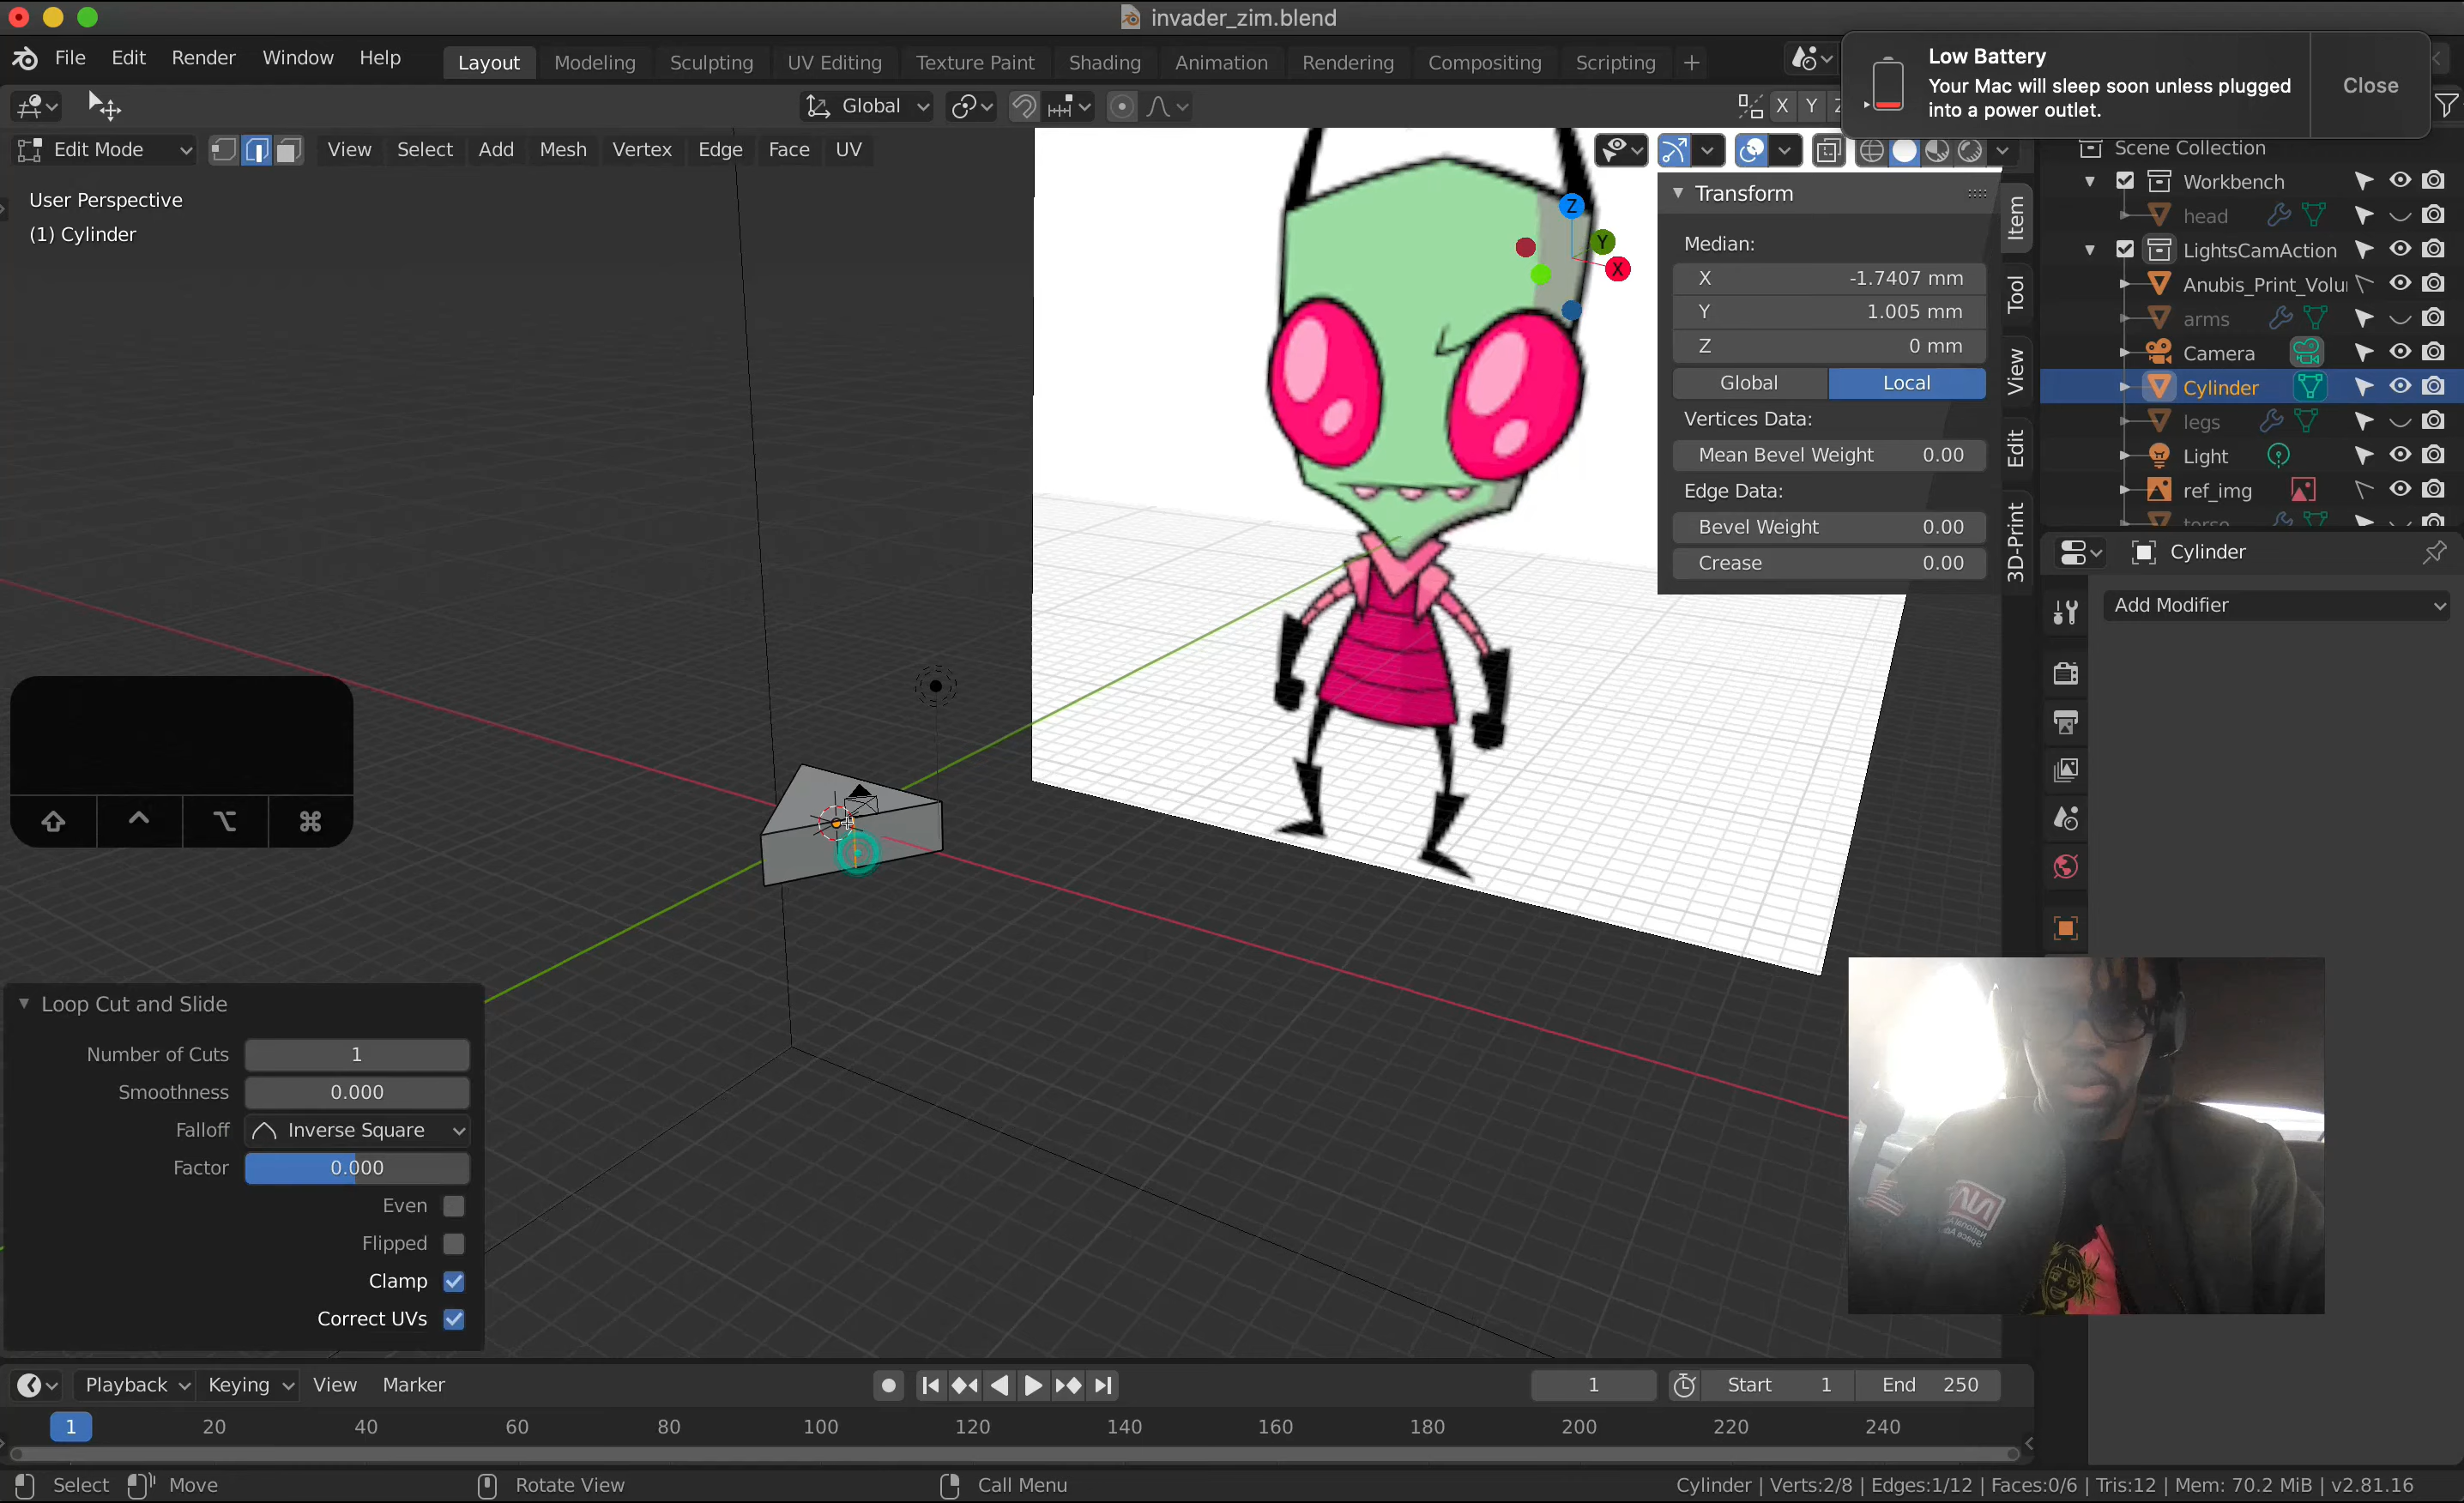 invader_zim.blend
File Edit Render Window Help Layout Modeling Sculpting UV Editing Texture Paint Shading Animation Rendering Compositing Scripting +
Low Battery
Your Mac will sleep soon unless plugged
into a power outlet.
Close
Global
X Y
Edit Mode View Select Add Mesh Vertex Edge Face UV
User Perspective
(1) Cylinder
Z
Y
X
Transform
Median:
X -1.7407 mm
Y 1.005 mm
Z 0 mm
Global Local
Vertices Data:
Mean Bevel Weight 0.00
Edge Data:
Bevel Weight 0.00
Crease 0.00
Item
Tool
View
Edit
3D-Print
Scene Collection
Workbench
head
LightsCamAction
Anubis_Print_Volu
arms
Camera
Cylinder
legs
Light
ref_img
torso
Cylinder
Add Modifier
Loop Cut and Slide
Number of Cuts 1
Smoothness 0.000
Falloff Inverse Square
Factor 0.000
Even
Flipped
Clamp
Correct UVs
Playback Keying View Marker
1 Start 1 End 250
1 20 40 60 80 100 120 140 160 180 200 220 240
Select Move Rotate View Call Menu
Cylinder | Verts:2/8 | Edges:1/12 | Faces:0/6 | Tris:12 | Mem: 70.2 MiB | v2.81.16